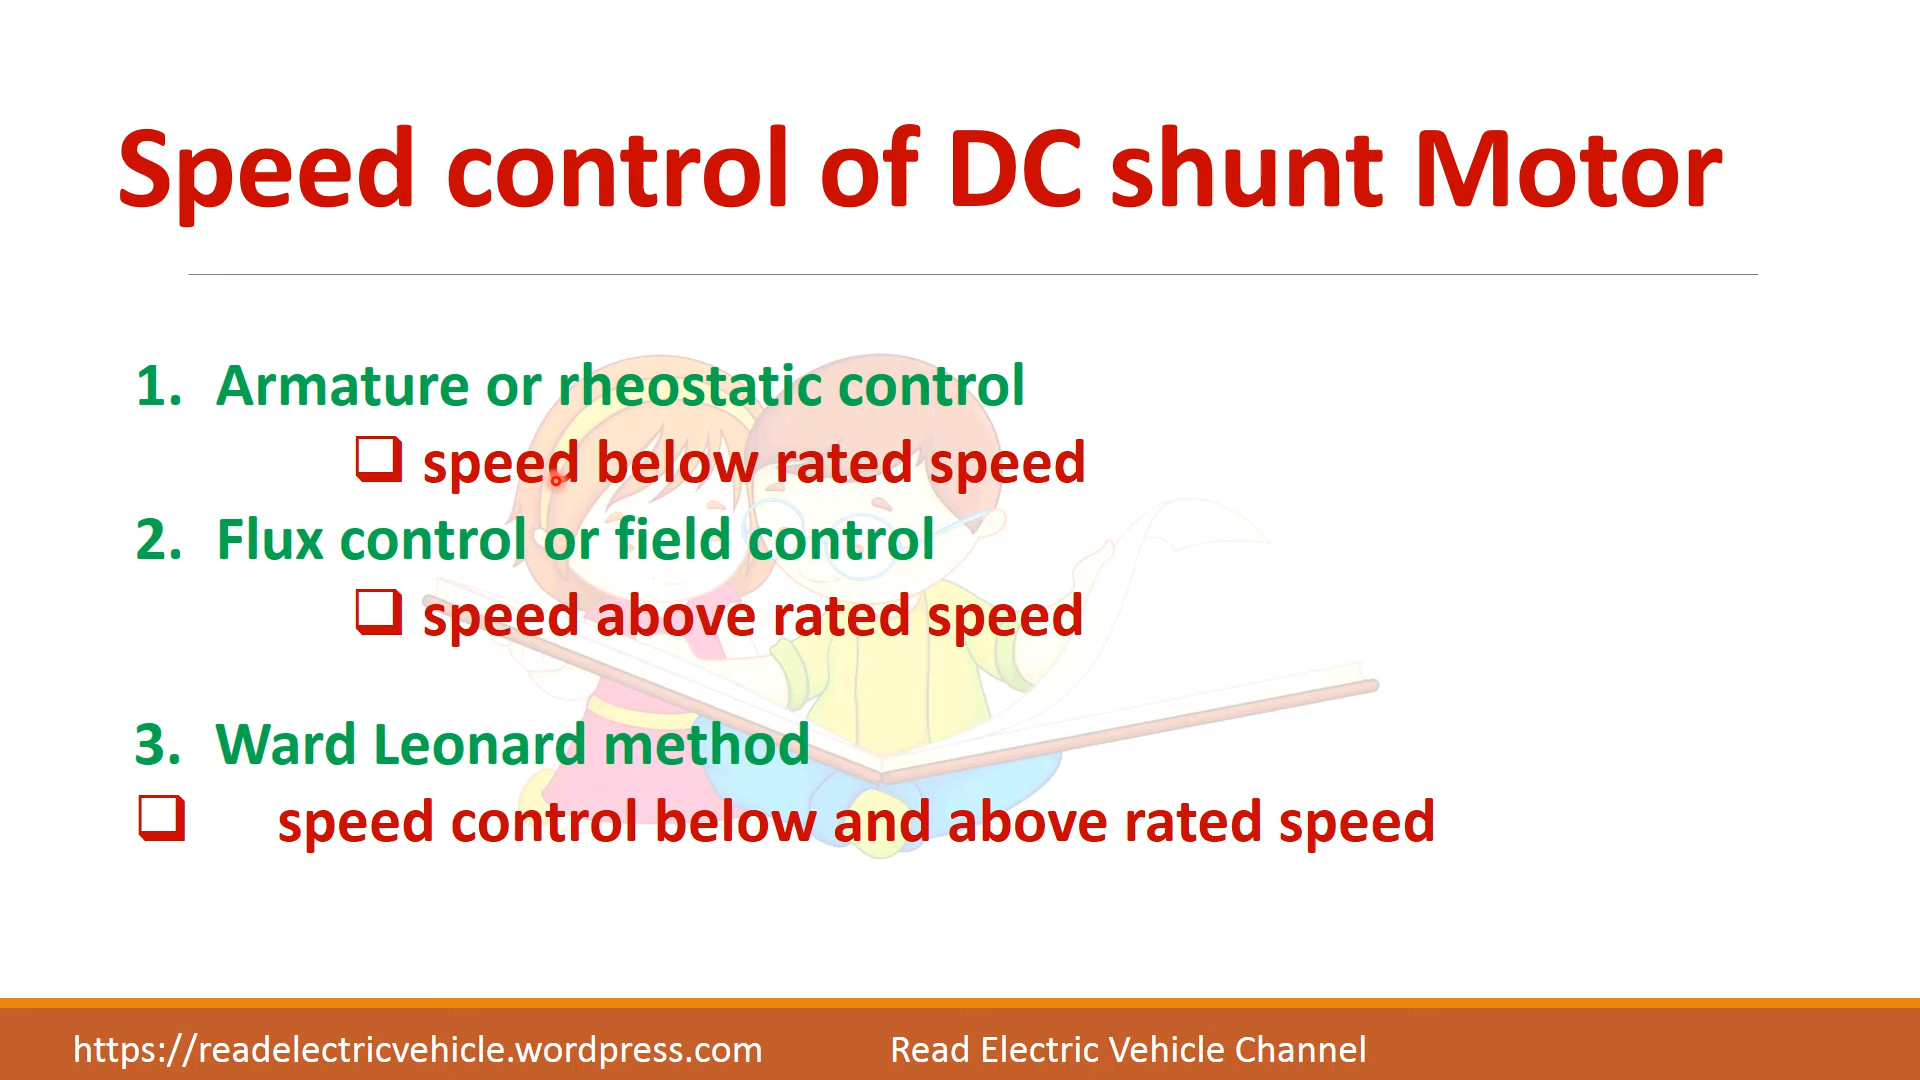 Speed control of DC shunt Motor
1. Armature or rheostatic control
❑ speed below rated speed
2. Flux control or field control
❑ speed above rated speed
3. Ward Leonard method
❑ speed control below and above rated speed
https://readelectricvehicle.wordpress.com Read Electric Vehicle Channel